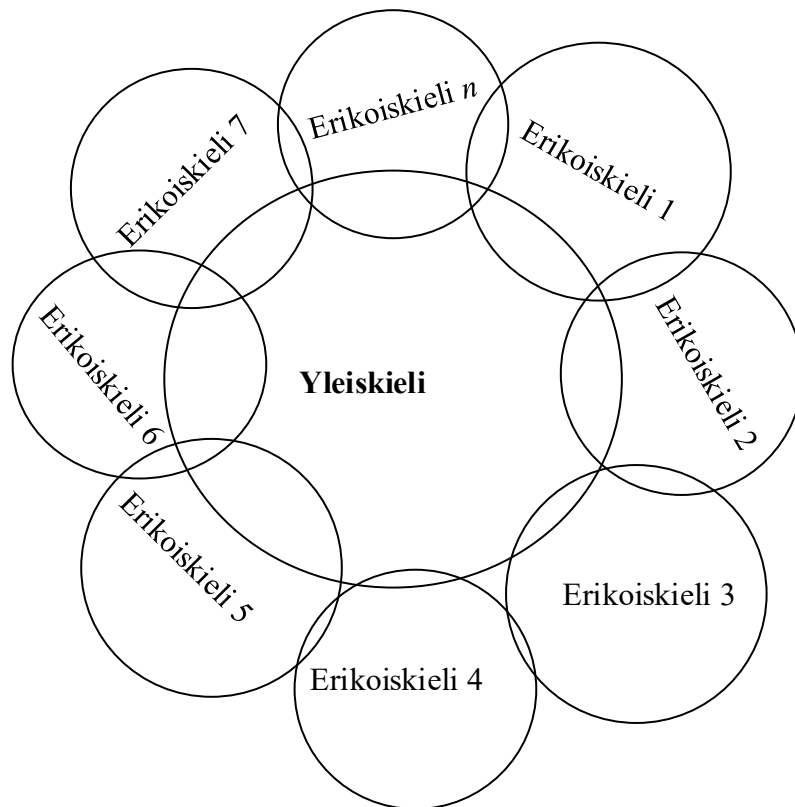 Erikoiskieli n
Erikoiskieli 7
Erikoiskieli 1
Erikoiskieli 6
Yleiskieli
Erikoiskieli 2
Erikoiskieli 5
Erikoiskieli 3
Erikoiskieli 4